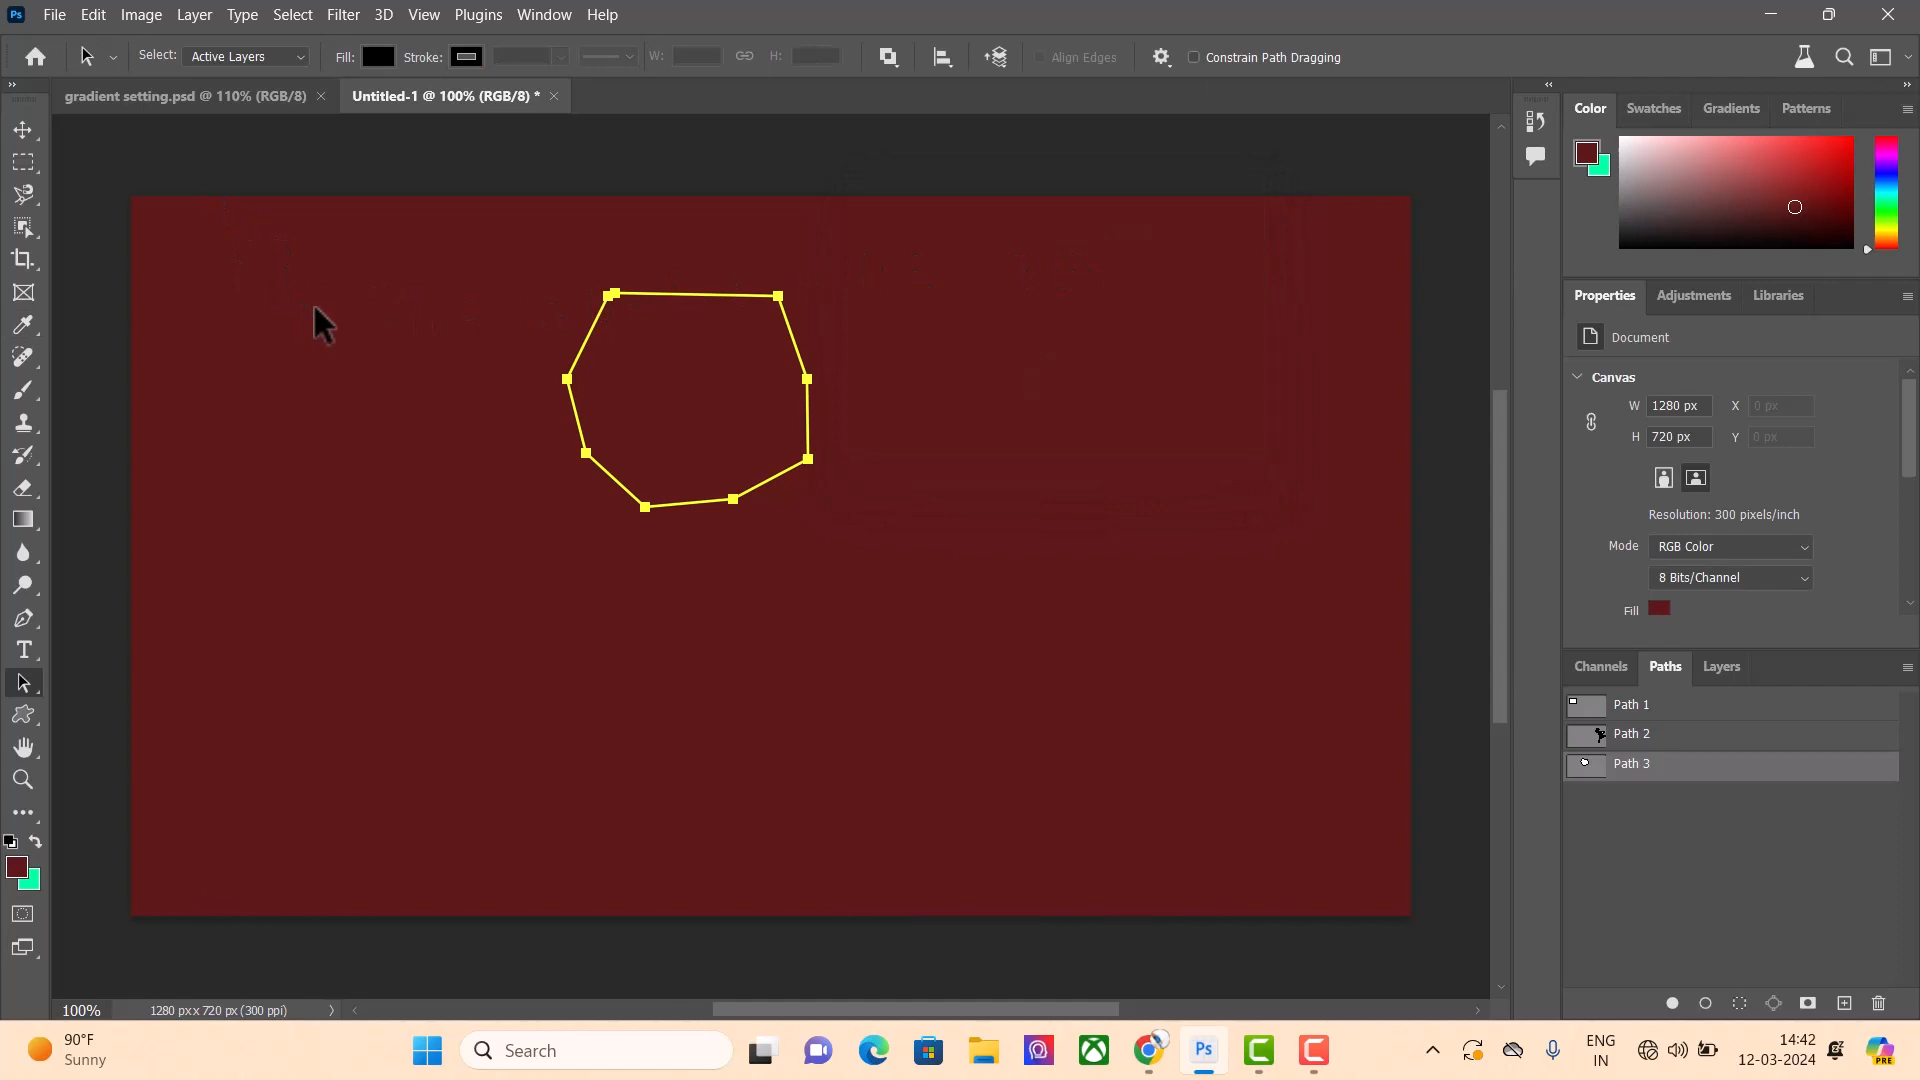 Ps File Edit Image Layer Type Select Filter 3D View Plugins Window Help
Select: Active Layers Fill: Stroke: W: H: Align Edges Constrain Path Dragging
gradient setting.psd @ 110% (RGB/8) × Untitled-1 @ 100% (RGB/8) * ×
Color Swatches Gradients Patterns
Properties Adjustments Libraries
Document
Canvas
W 1280 px X 0 px
H 720 px Y 0 px
Resolution: 300 pixels/inch
Mode RGB Color
8 Bits/Channel
Fill
Channels Paths Layers
Path 1
Path 2
Path 3
100% 1280 px x 720 px (300 ppi)
90°F
Sunny
Search
Ps
ENG
IN
14:42
12-03-2024
PRE